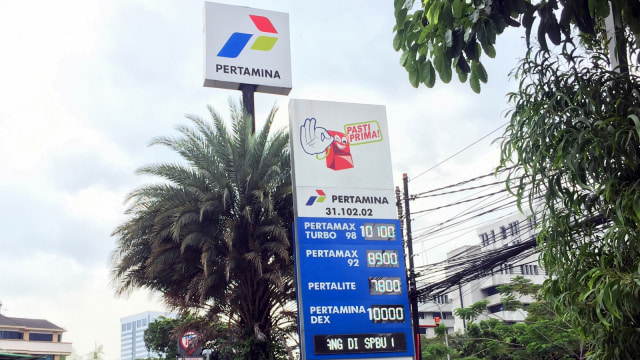 PERTAMINA
PASTI
PRIMA!
PERTAMINA
31.102.02
PERTAMAX
TURBO 98 10100
PERTAMAX
92 8900
PERTALITE 7800
PERTAMINA
DEX 10000
ANG DI SPBU